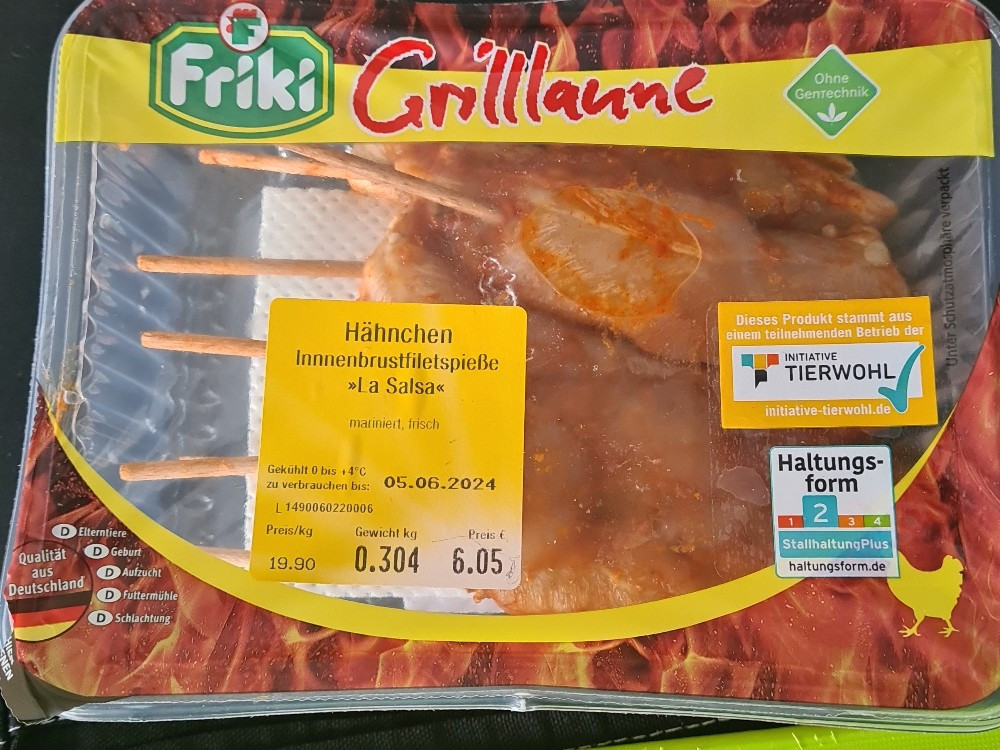 Friki
Grilllaune
Ohne
Gentechnik
Unter Schutzatmosphäre verpackt
Hähnchen
Innnenbrustfiletspieße
»La Salsa«
mariniert, frisch
Gekühlt 0 bis +4°C
zu verbrauchen bis: 05.06.2024
L 1490060220006
Preis/kg Gewicht kg Preis €
19.90 0.304 6.05
Dieses Produkt stammt aus
einem teilnehmenden Betrieb der
INITIATIVE
TIERWOHL
initiative-tierwohl.de
Haltungs-
form
1 2 3 4
StallhaltungPlus
haltungsform.de
Qualität
aus
Deutschland
D Elterntiere
D Geburt
D Aufzucht
D Futtermühle
D Schlachtung